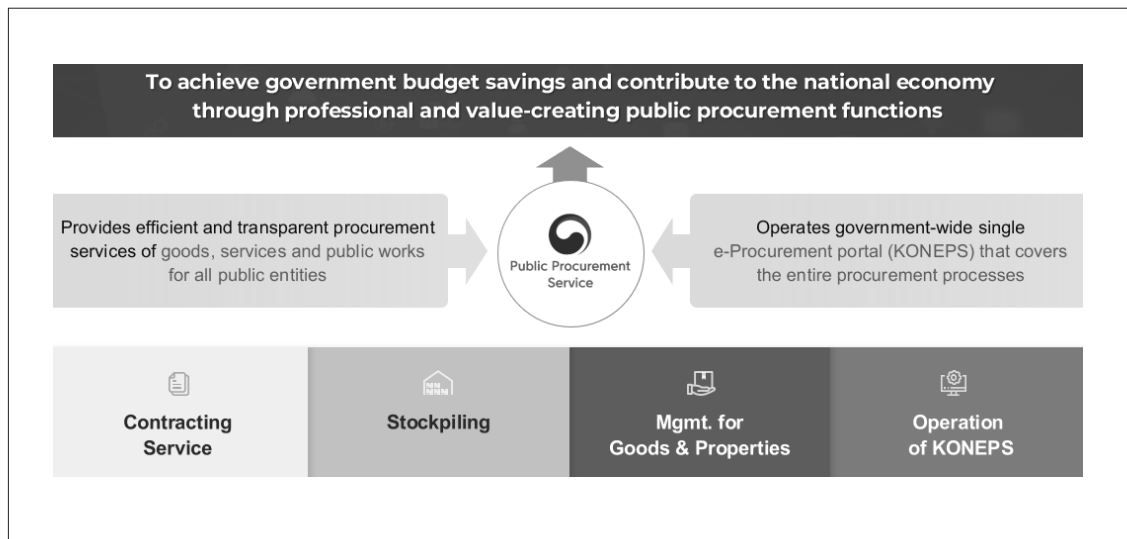 To achieve government budget savings and contribute to the national economy
through professional and value-creating public procurement functions
Provides efficient and transparent procurement
services of goods, services and public works
for all public entities
Public Procurement
Service
Operates government-wide single
e-Procurement portal (KONEPS) that covers
the entire procurement processes
Contracting
Service
Stockpiling
Mgmt. for
Goods & Properties
Operation
of KONEPS